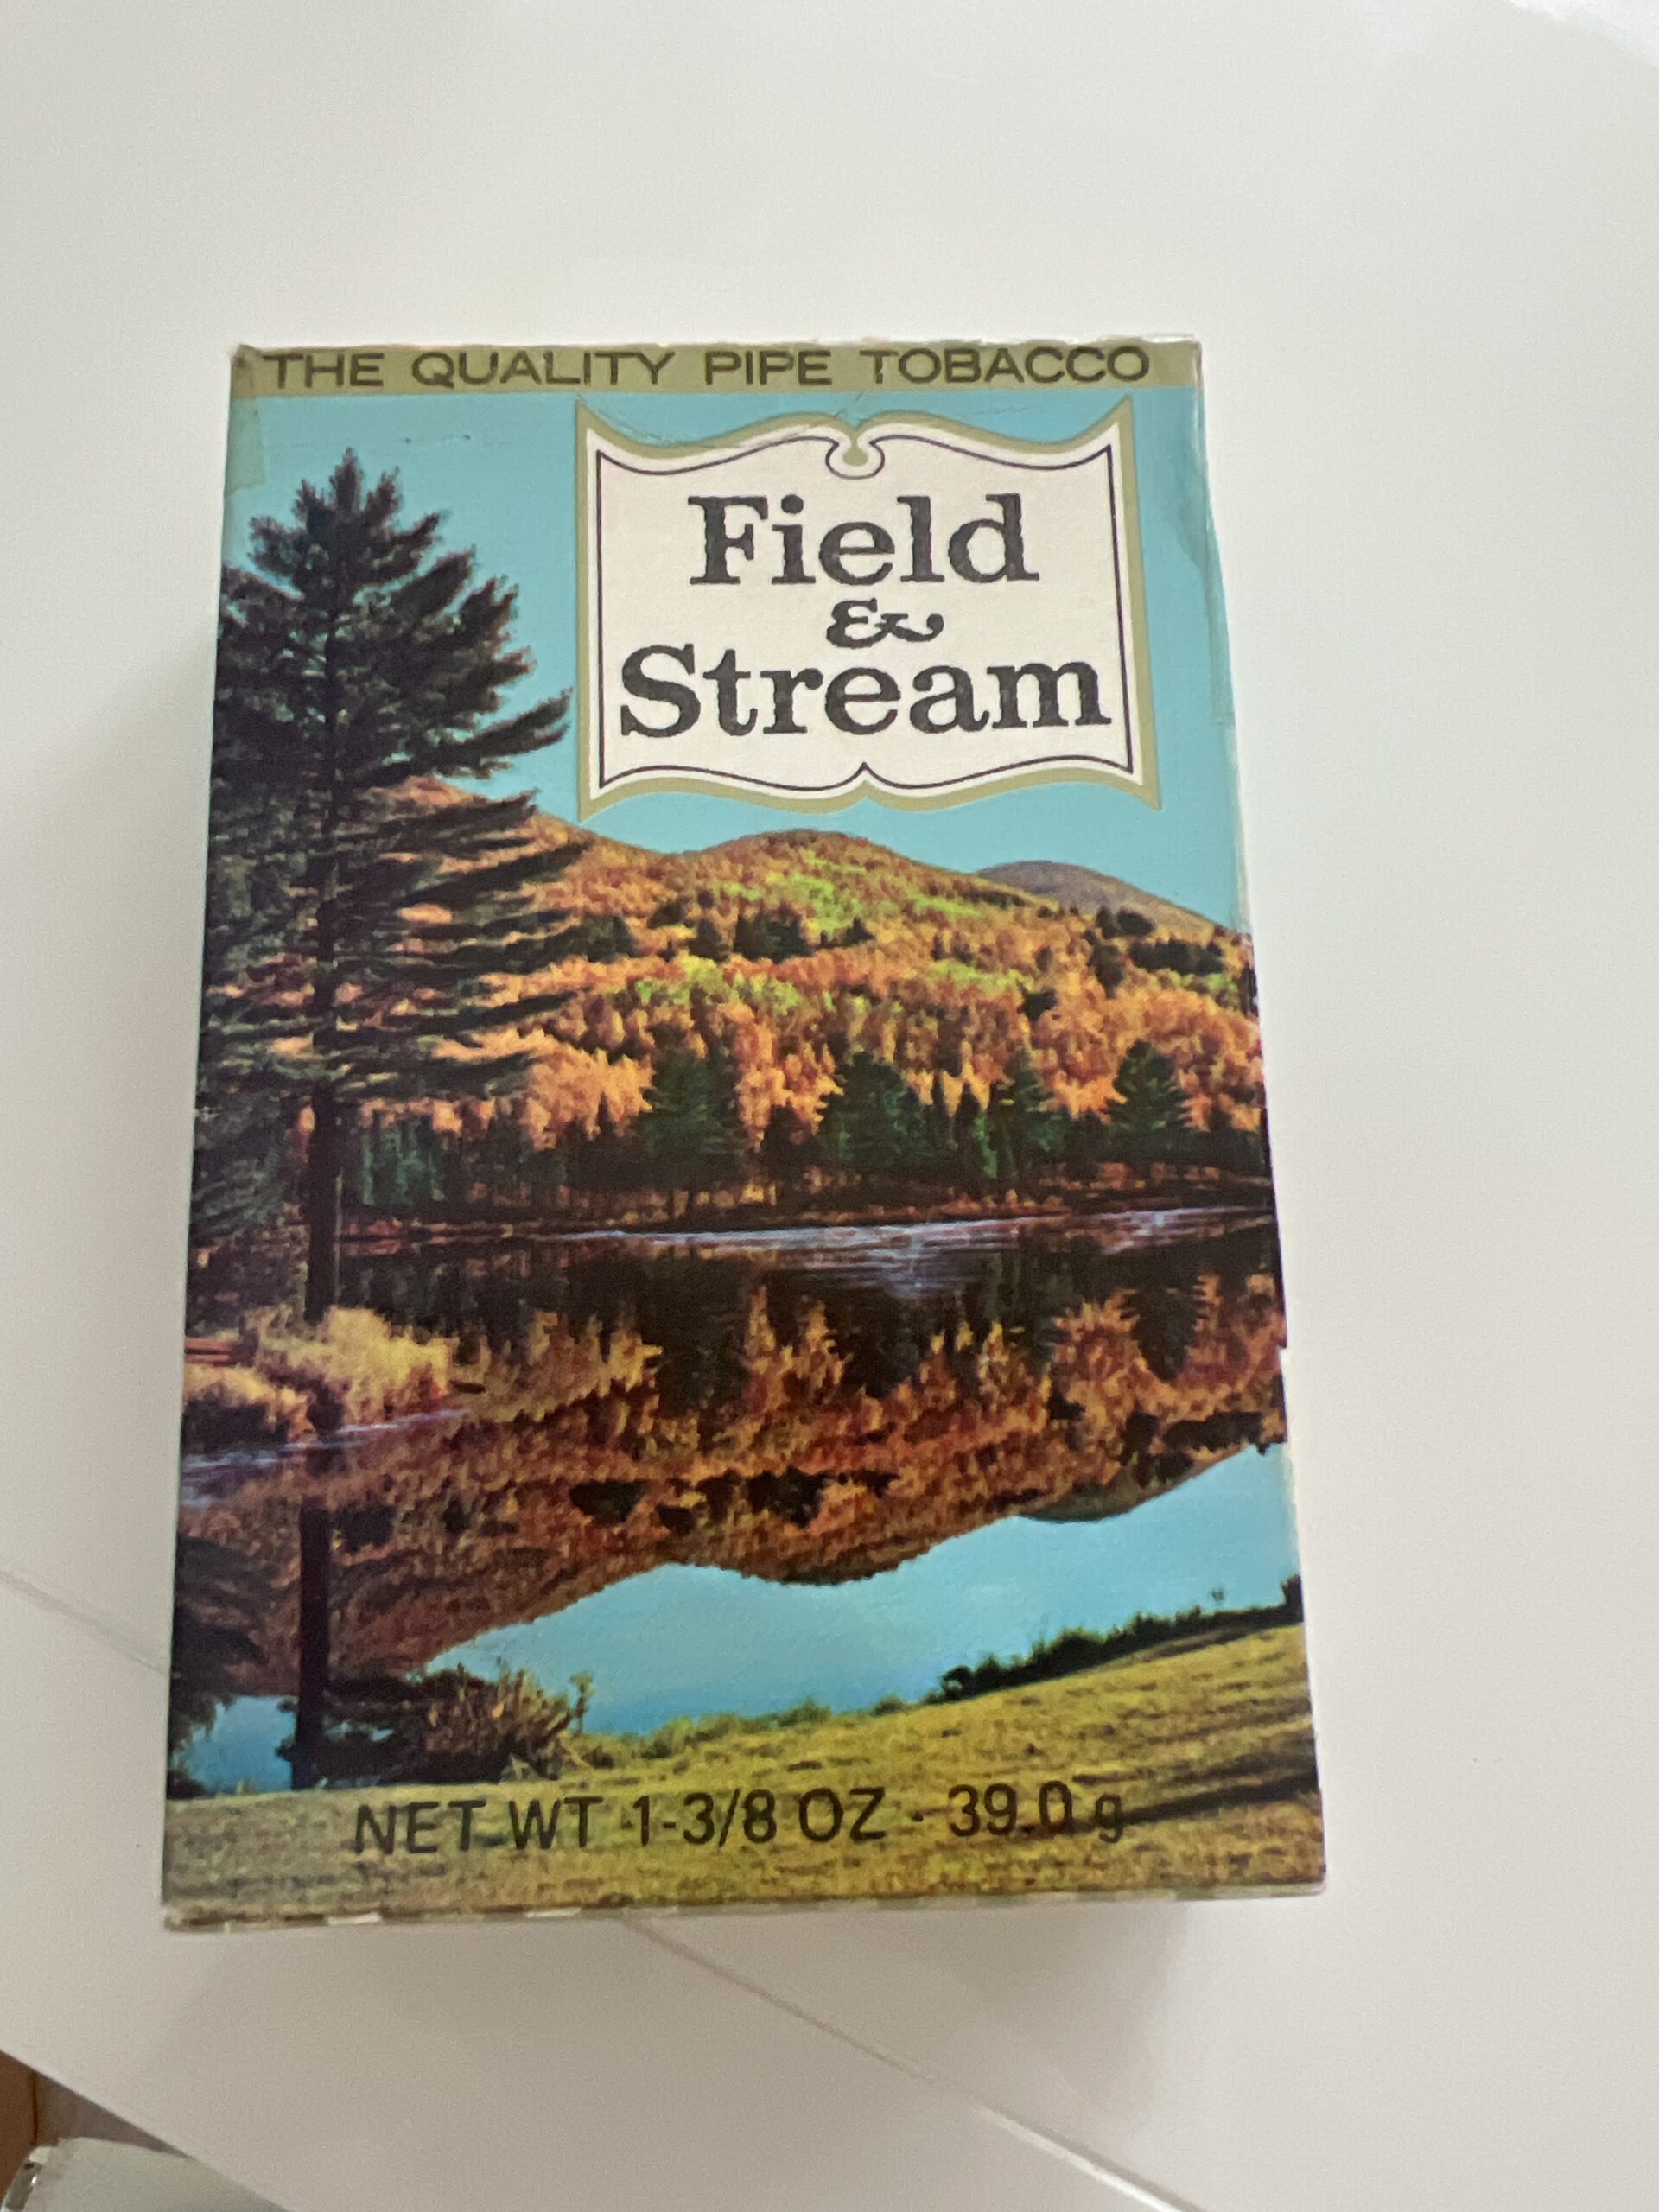 THE QUALITY PIPE TOBACCO
Field
&
Stream
NET WT 1-3/8 OZ - 39.0 g